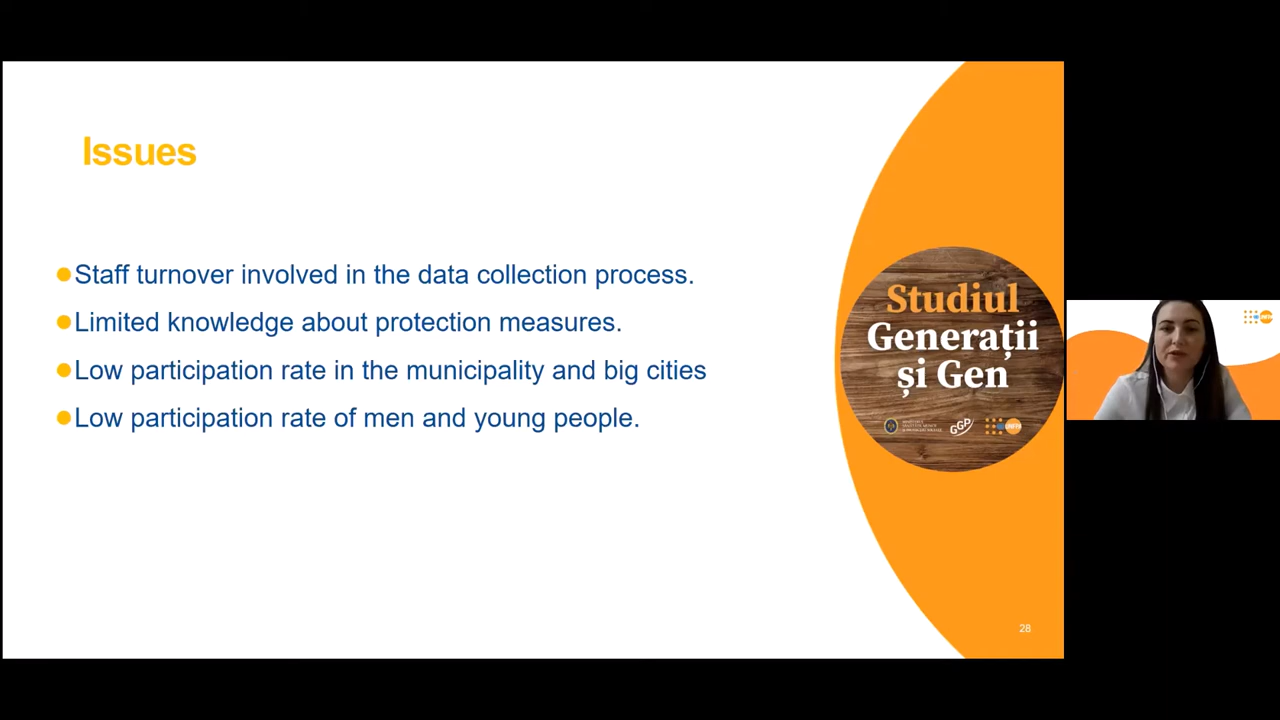 Issues
Staff turnover involved in the data collection process.
Limited knowledge about protection measures.
Low participation rate in the municipality and big cities
Low participation rate of men and young people.
Studiul
Generații
și Gen
GGP
UNFPA
28